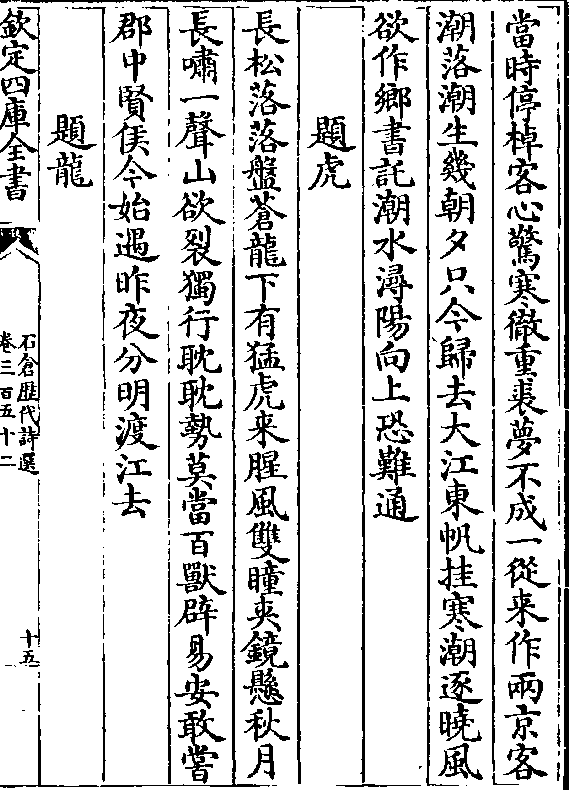 當時停棹客心驚寒徹重裘夢不成一從来作兩京客
潮落潮生幾朝夕只今歸去大江東帆挂寒潮逐曉風
欲作鄉書託潮水潯陽向上恐難通
題虎
長松落落盤蒼龍下有猛虎来腥風雙瞳夾鏡懸秋月
長嘯一聲山欲裂獨行耽耽勢莫當百獸辟易安敢嘗
郡中賢侯今始遇昨夜分明渡江去
題龍
欽定四庫全書
石倉歴代詩選
卷三百五十二
十五